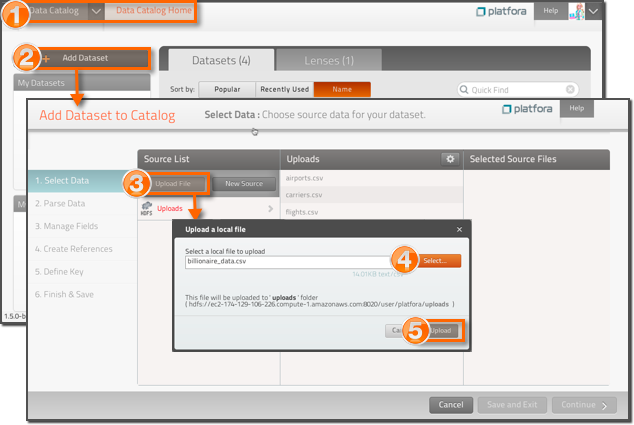 1
Data Catalog
Data Catalog Home
platfora
Help
2
+ Add Dataset
My Datasets
Datasets (4)
Lenses (1)
Sort by:
Popular
Recently Used
Name
Quick Find
Add Dataset to Catalog
Select Data : Choose source data for your dataset.
platfora
Help
1. Select Data
2. Parse Data
3. Manage Fields
4. Create References
5. Define Key
6. Finish & Save
Source List
3
Upload File
New Source
HDFS
Uploads
Uploads
airports.csv
carriers.csv
flights.csv
Selected Source Files
Upload a local file
Select a local file to upload
billionaire_data.csv
4
Select...
14.01KB text/csv
This file will be uploaded to ' uploads ' folder
( hdfs://ec2-174-129-106-226.compute-1.amazonaws.com:8020/user/platfora/uploads )
5
Upload
1.5.0-b
Cancel
Save and Exit
Continue